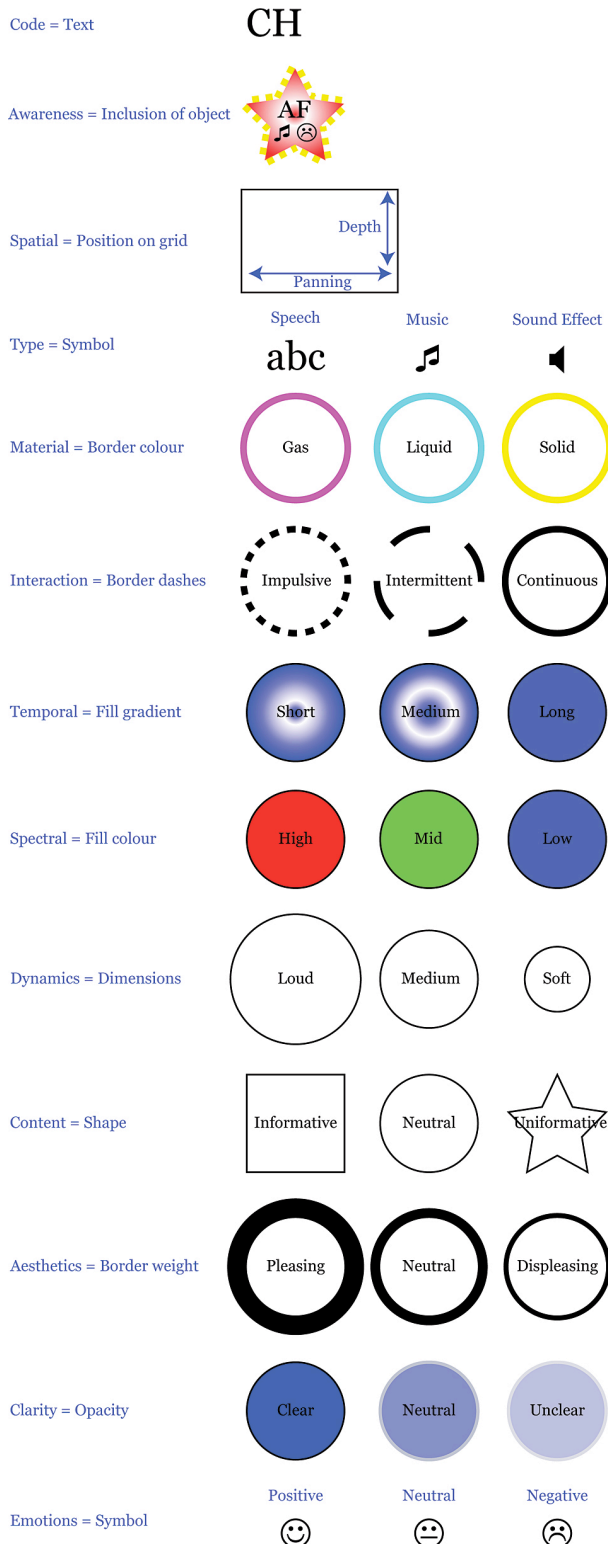 Code = Text
CH
Awareness = Inclusion of object
AF
Spatial = Position on grid
Depth
Panning
Speech Music Sound Effect
Type = Symbol
abc
Material = Border colour
Gas Liquid Solid
Interaction = Border dashes
Impulsive Intermittent Continuous
Temporal = Fill gradient
Short Medium Long
Spectral = Fill colour
High Mid Low
Dynamics = Dimensions
Loud Medium Soft
Content = Shape
Informative Neutral Uniformative
Aesthetics = Border weight
Pleasing Neutral Displeasing
Clarity = Opacity
Clear Neutral Unclear
Positive Neutral Negative
Emotions = Symbol